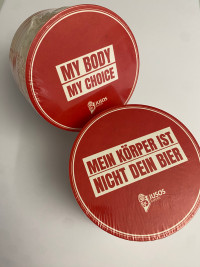 MY BODY
MY CHOICE
JUSOS
MEIN KÖRPER IST
NICHT DEIN BIER
JUSOS